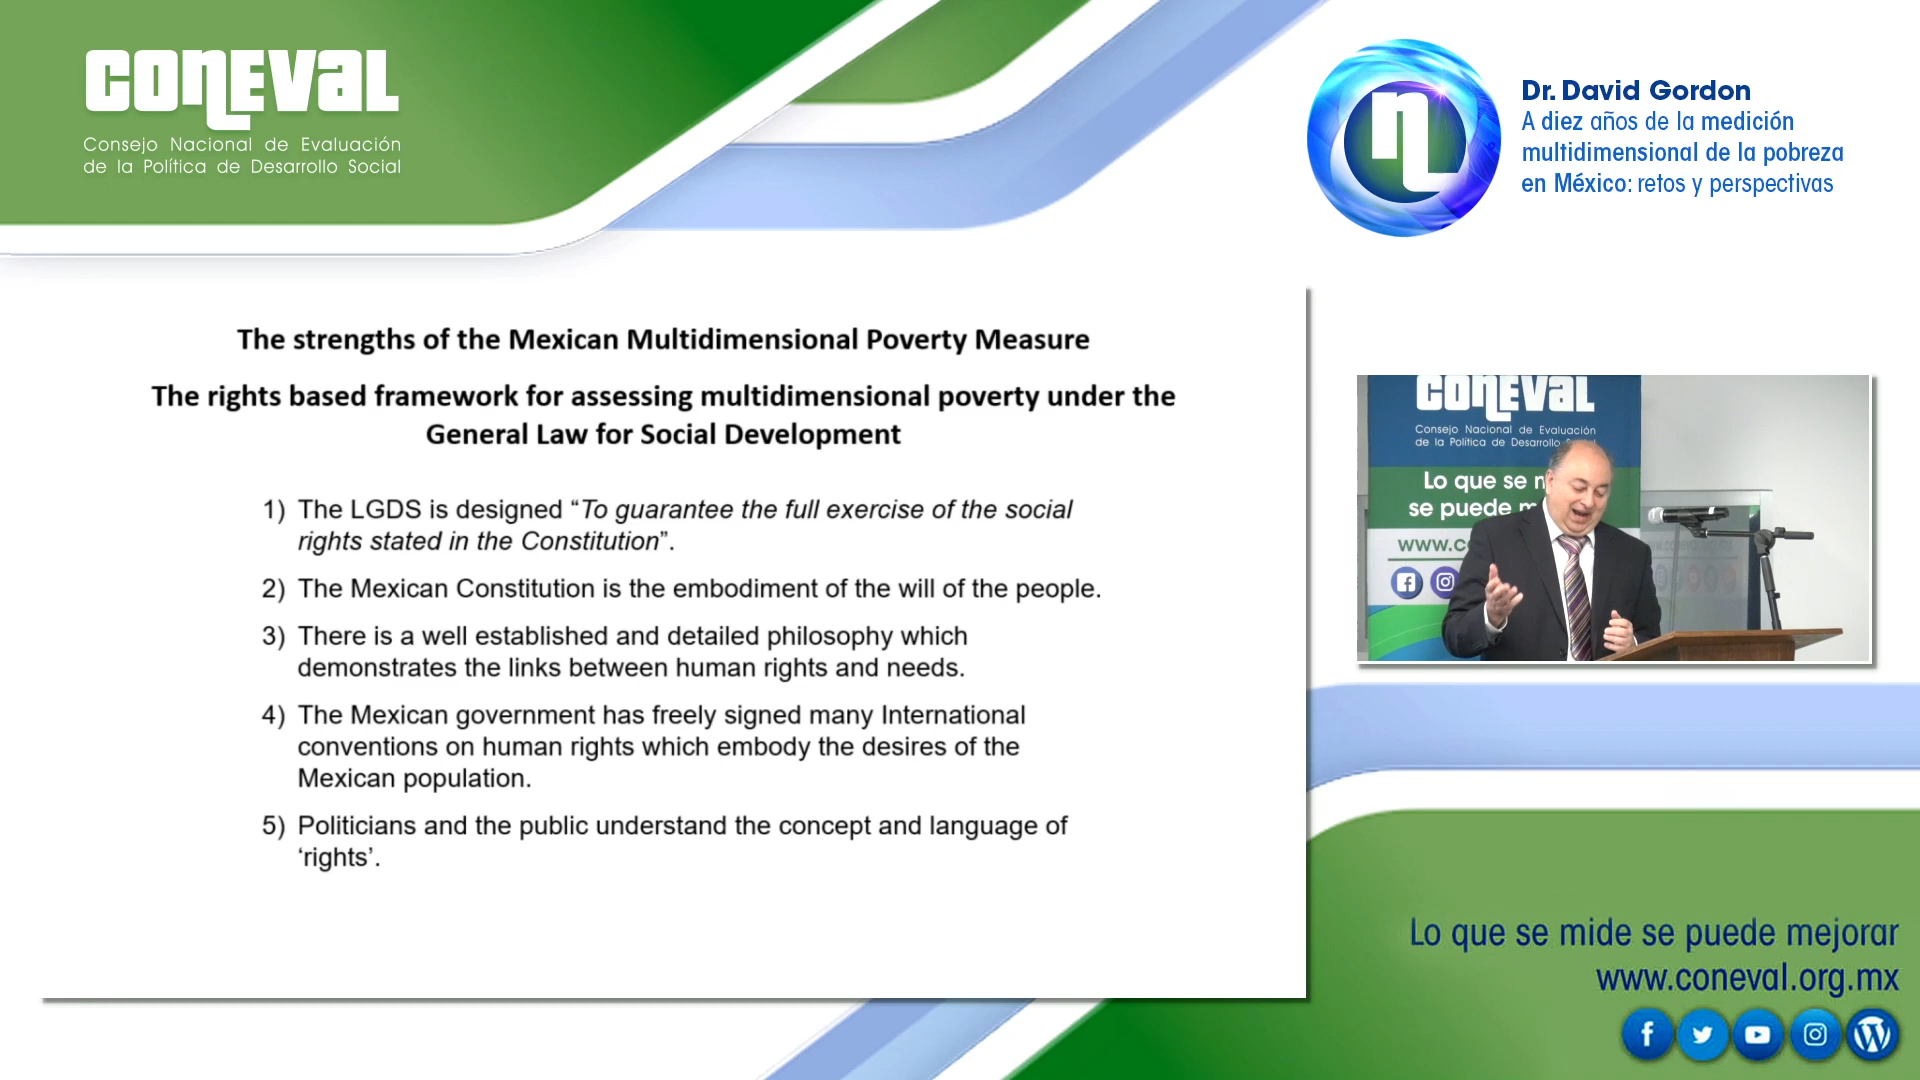 CONEVAL
Consejo Nacional de Evaluación
de la Política de Desarrollo Social
n
Dr. David Gordon
A diez años de la medición
multidimensional de la pobreza
en México: retos y perspectivas
The strengths of the Mexican Multidimensional Poverty Measure
The rights based framework for assessing multidimensional poverty under the
General Law for Social Development
1) The LGDS is designed “To guarantee the full exercise of the social
rights stated in the Constitution”.
2) The Mexican Constitution is the embodiment of the will of the people.
3) There is a well established and detailed philosophy which
demonstrates the links between human rights and needs.
4) The Mexican government has freely signed many International
conventions on human rights which embody the desires of the
Mexican population.
5) Politicians and the public understand the concept and language of
‘rights’.
CONEVAL
Consejo Nacional de Evaluación
de la Política de Desarrollo
Lo que se
se puede
www.c
Lo que se mide se puede mejorar
www.coneval.org.mx